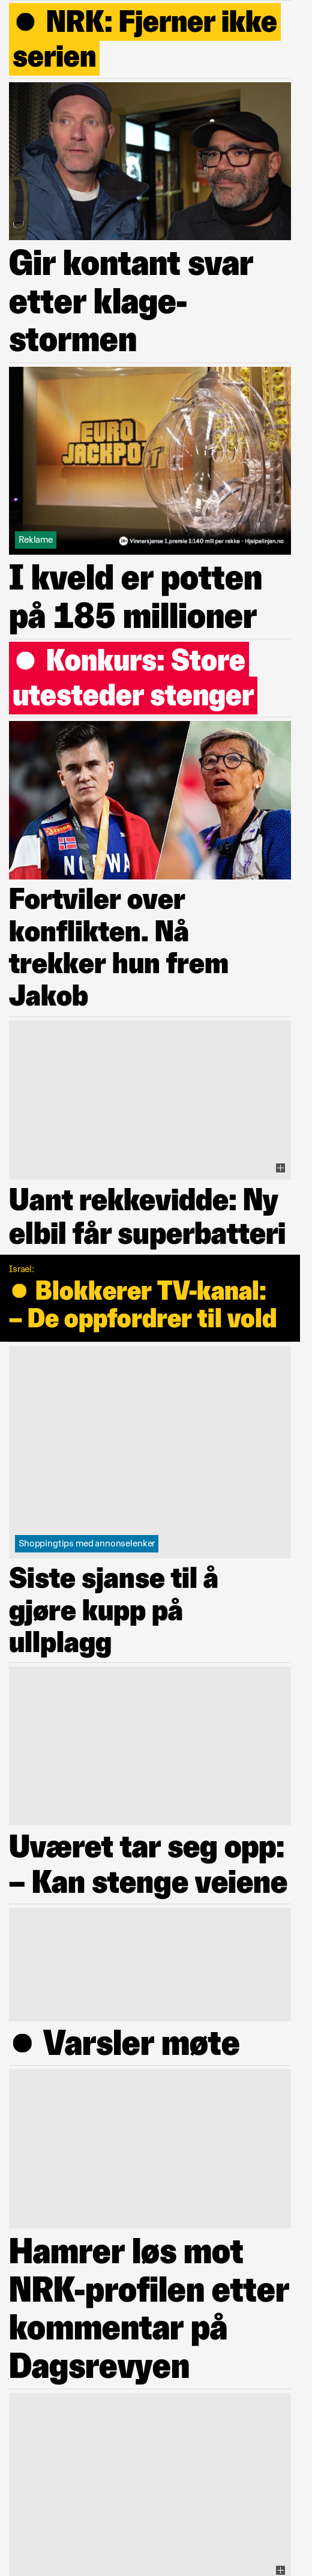 ● NRK: Fjerner ikke
serien
Gir kontant svar
etter klage-
stormen
EURO
JACKPOT
Reklame
18+ Vinnersjanse 1.premie 1:140 mill per rekke - Hjelpelinjen.no
I kveld er potten
på 185 millioner
● Konkurs: Store
utesteder stenger
NORWAY
Fortviler over
konflikten. Nå
trekker hun frem
Jakob
Uant rekkevidde: Ny
elbil får superbatteri
Israel:
● Blokkerer TV-kanal:
– De oppfordrer til vold
Shoppingtips med annonselenker
Siste sjanse til å
gjøre kupp på
ullplagg
Uværet tar seg opp:
– Kan stenge veiene
● Varsler møte
Hamrer løs mot
NRK-profilen etter
kommentar på
Dagsrevyen